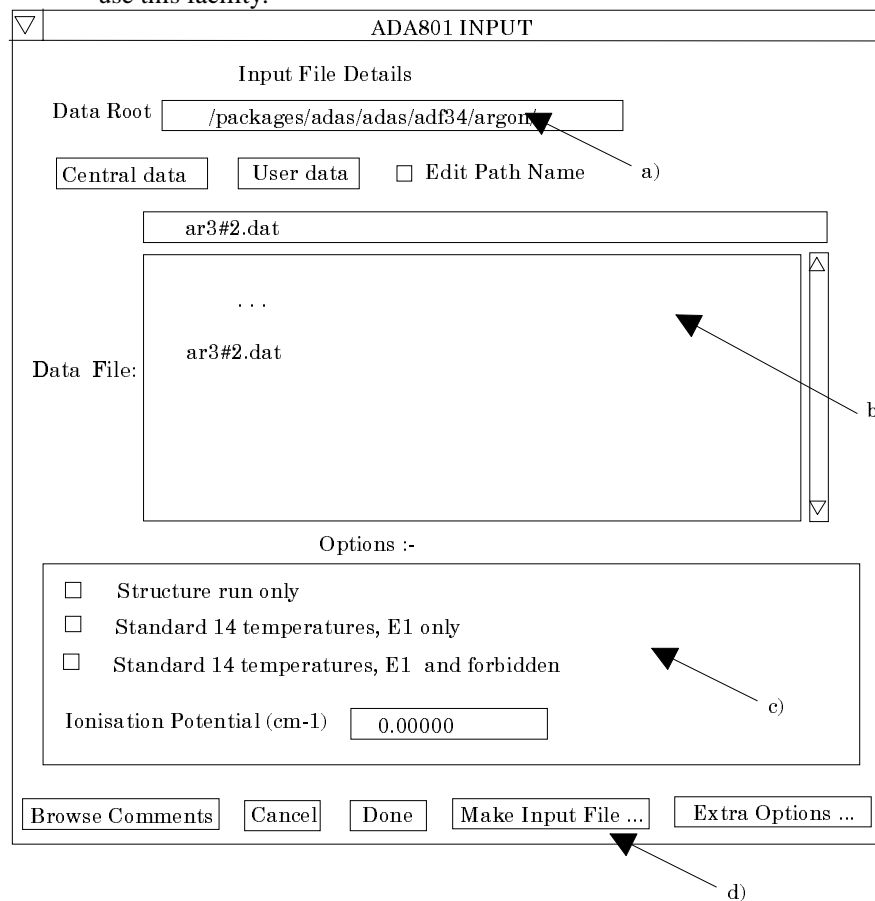 use this facility.
ADA801 INPUT
Input File Details
Data Root /packages/adas/adas/adf34/argon/
a)
Central data User data Edit Path Name
ar3#2.dat
. . .
ar3#2.dat
Data File:
b
Options :-
Structure run only
Standard 14 temperatures, E1 only
Standard 14 temperatures, E1 and forbidden
c)
Ionisation Potential (cm-1) 0.00000
Browse Comments Cancel Done Make Input File ... Extra Options ...
d)